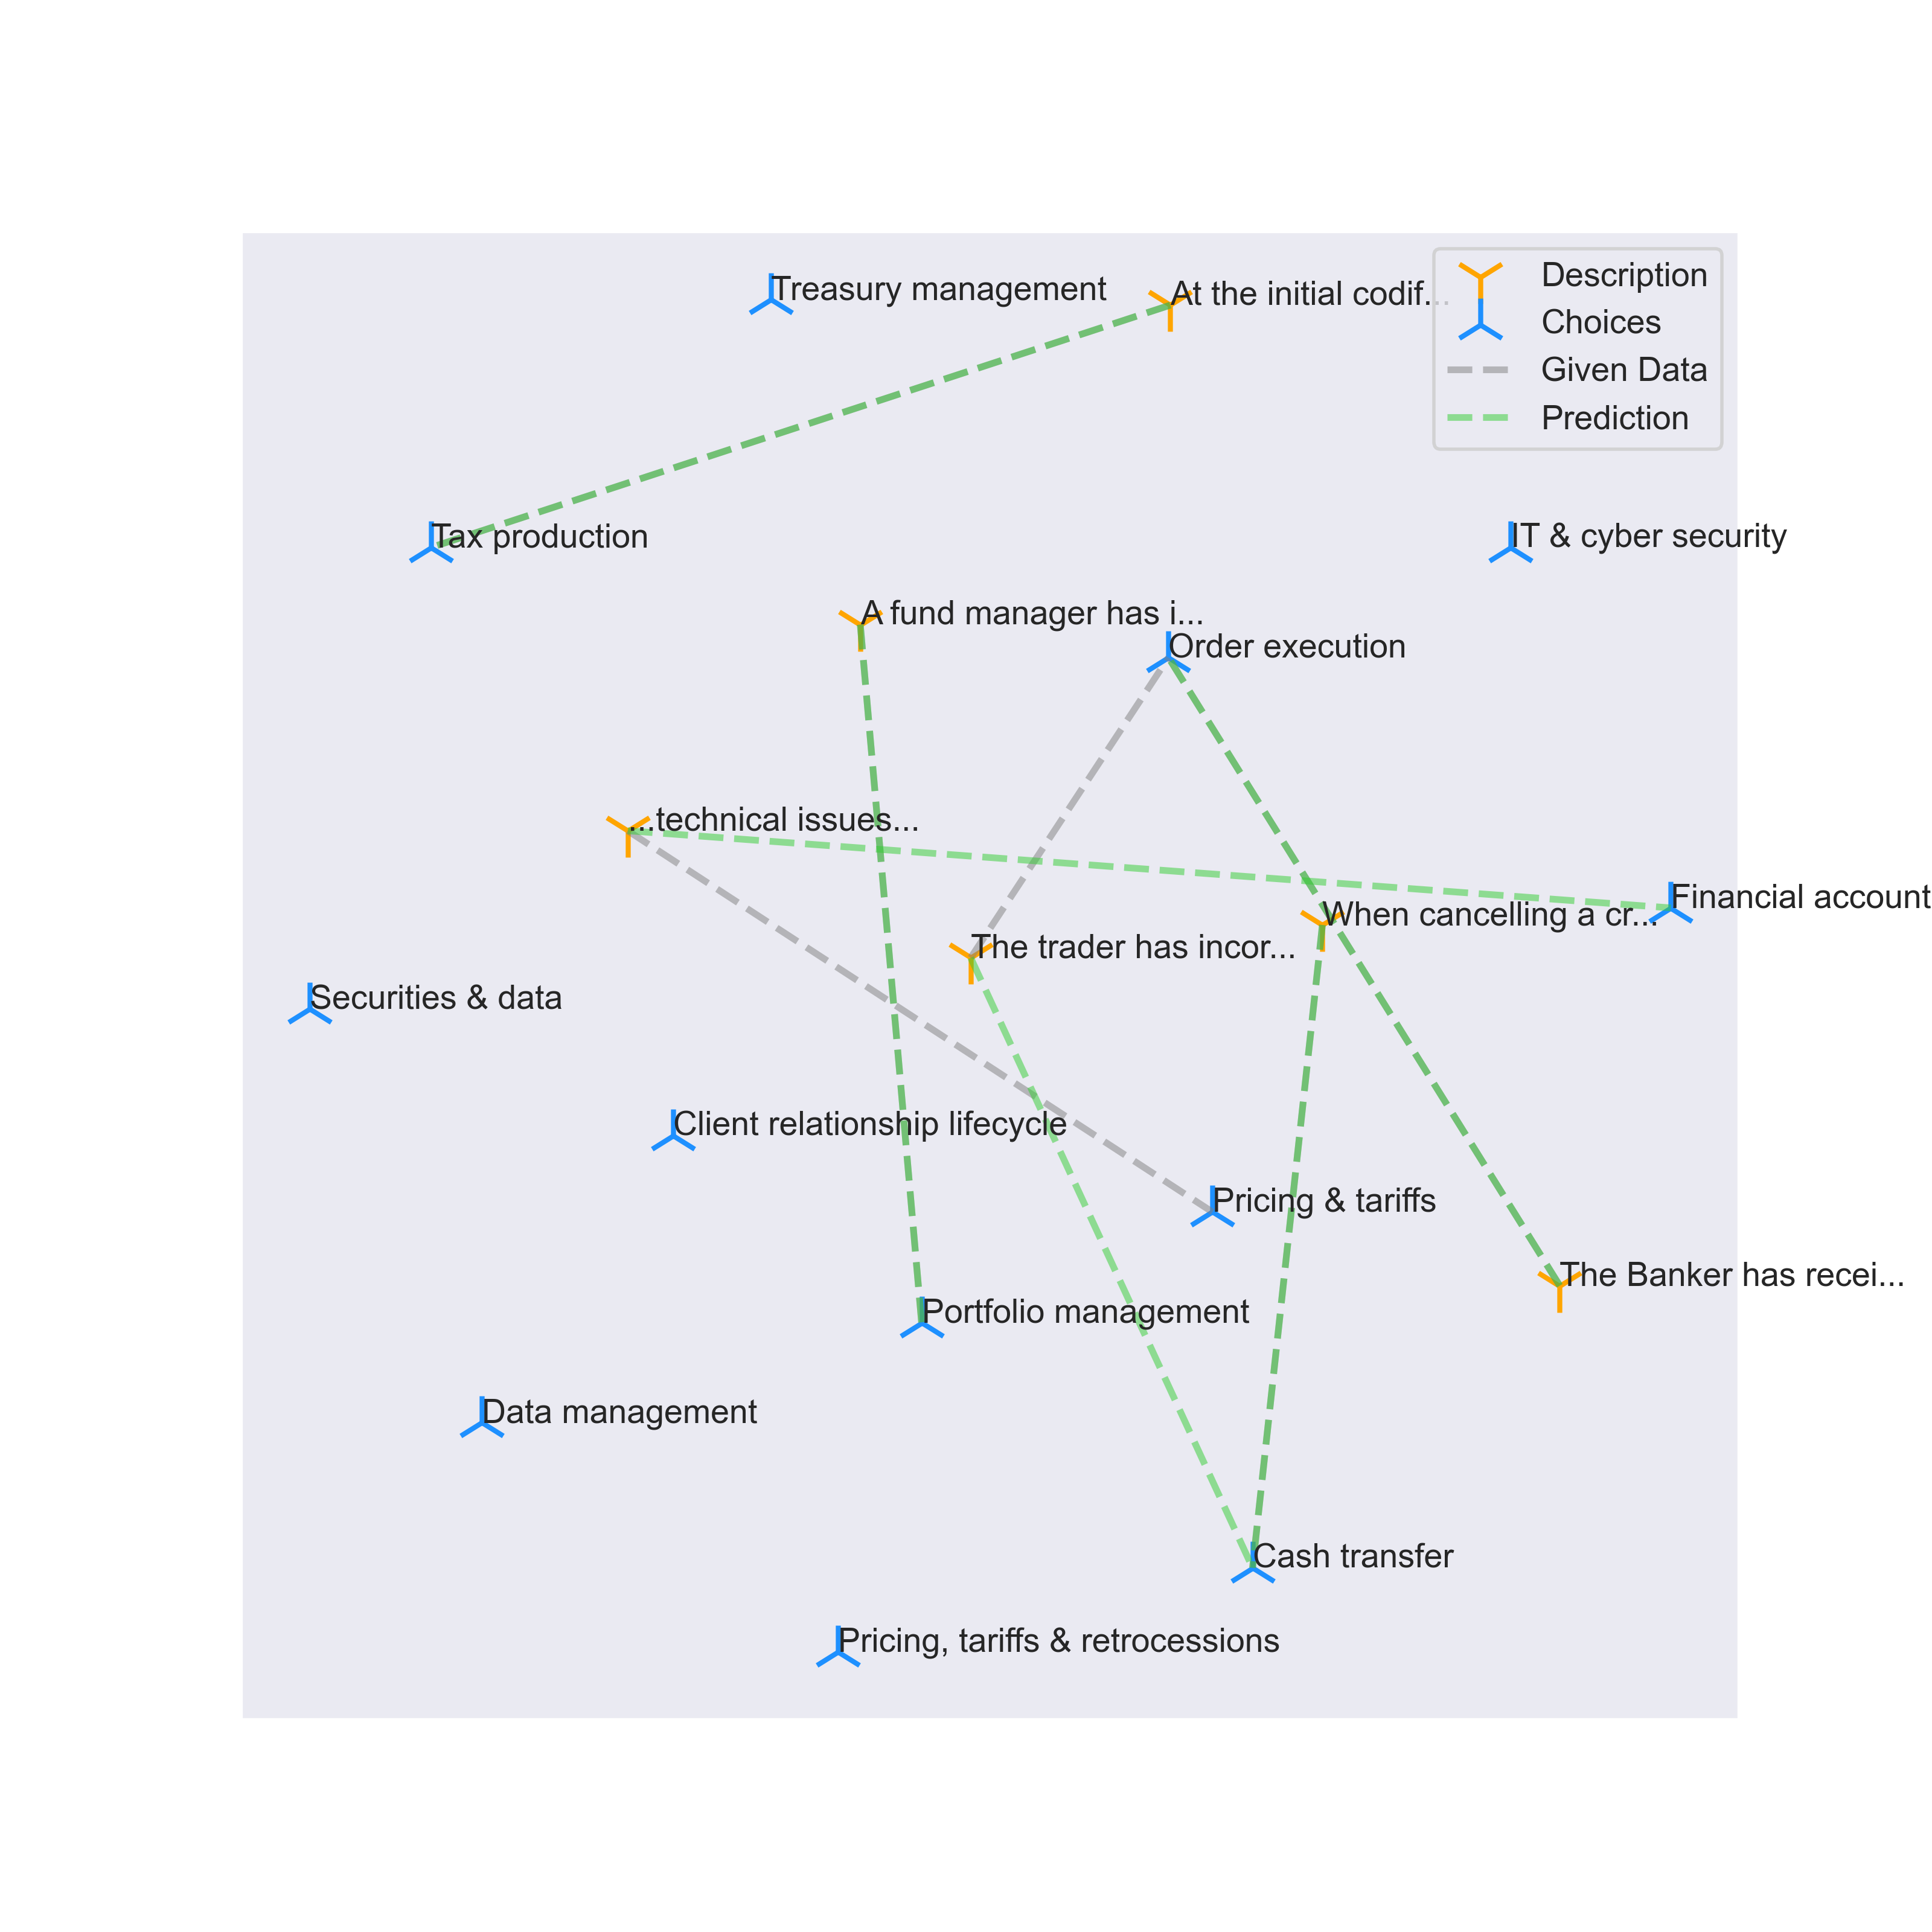 Treasury management
At the initial codif...
Description
Choices
Given Data
Prediction
Tax production
IT & cyber security
A fund manager has i...
Order execution
...technical issues...
Financial account
When cancelling a cr...
The trader has incor...
Securities & data
Client relationship lifecycle
Pricing & tariffs
The Banker has recei...
Portfolio management
Data management
Cash transfer
Pricing, tariffs & retrocessions